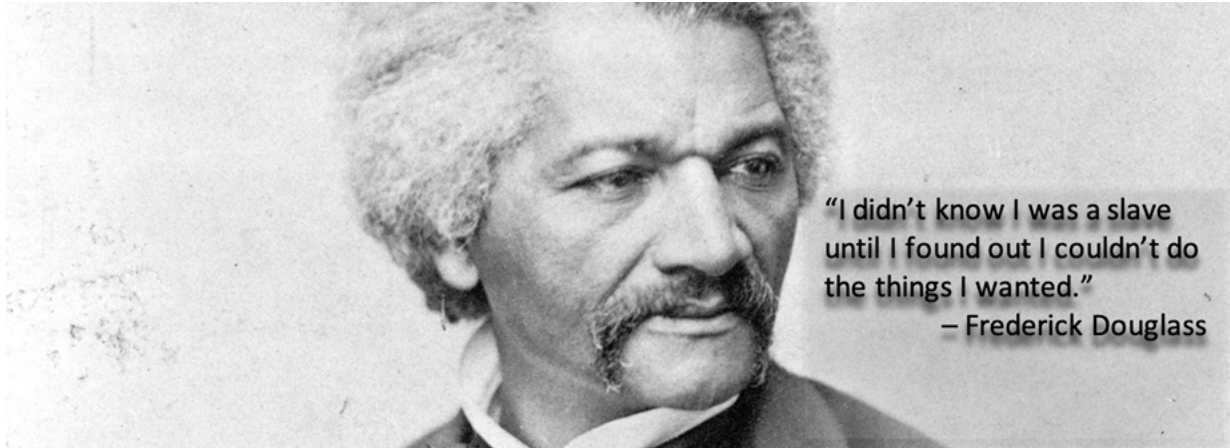 “I didn’t know I was a slave
until I found out I couldn’t do
the things I wanted.”
– Frederick Douglass